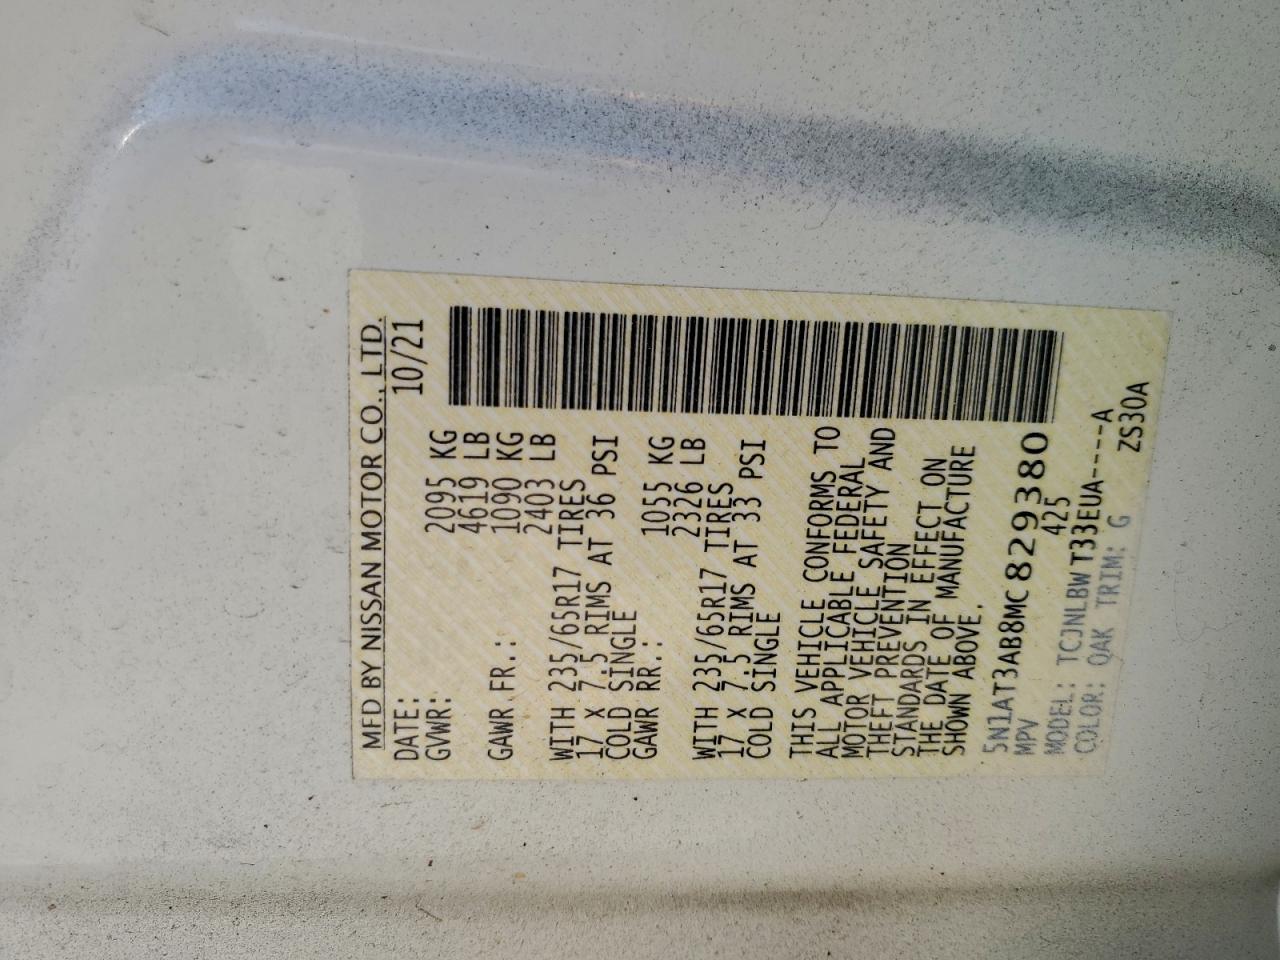 MFD BY NISSAN MOTOR CO., LTD.
DATE: 10/21
GVWR: 2095 KG
4619 LB
GAWR FR.: 1090 KG
2403 LB
WITH 235/65R17 TIRES
17 X 7.5 RIMS AT 36 PSI
COLD SINGLE
GAWR RR.: 1055 KG
2326 LB
WITH 235/65R17 TIRES
17 X 7.5 RIMS AT 33 PSI
COLD SINGLE
THIS VEHICLE CONFORMS TO
ALL APPLICABLE FEDERAL
MOTOR VEHICLE SAFETY AND
THEFT PREVENTION
STANDARDS IN EFFECT ON
THE DATE OF MANUFACTURE
SHOWN ABOVE.
5N1AT3AB8MC829380
MPV 425
MODEL: TCJNLBWT33EUA----A
COLOR: QAK TRIM: G ZS30A